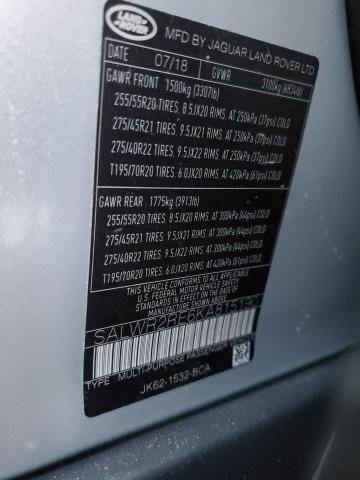 LAND
ROVER
MFD BY JAGUAR LAND ROVER LTD
DATE 07/18 GVWR 3100kg (6834lb)
GAWR FRONT 1500kg (3307lb)
255/55R20 TIRES. 8.5JX20 RIMS. AT 250kPa (37psi) COLD
275/45R21 TIRES. 9.5JX21 RIMS. AT 250kPa (37psi) COLD
275/40R22 TIRES. 9.5JX22 RIMS. AT 250kPa (37psi) COLD
T195/70R20 TIRES. 6.0JX20 RIMS. AT 420kPa (61psi) COLD
GAWR REAR 1775kg (3913lb)
255/55R20 TIRES. 8.5JX20 RIMS. AT 300kPa (44psi) COLD
275/45R21 TIRES. 9.5JX21 RIMS. AT 300kPa (44psi) COLD
275/40R22 TIRES. 9.5JX22 RIMS. AT 300kPa (44psi) COLD
T195/70R20 TIRES. 6.0JX20 RIMS. AT 420kPa (61psi) COLD
THIS VEHICLE CONFORMS TO ALL APPLICABLE
U.S. FEDERAL MOTOR VEHICLE SAFETY
DATE OF MANUFACTURE SHOWN ABOVE
SALWR2RE6KA815190
TYPE MULTI-PURPOSE PASSENGER
JK62-1532-BCA